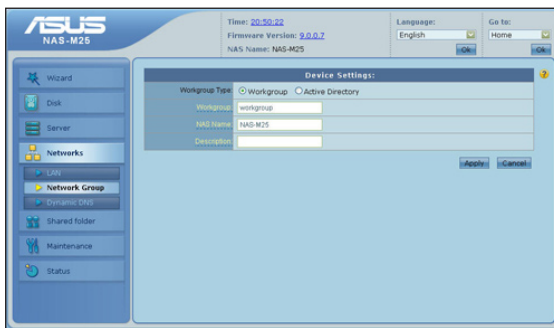 ASUS
NAS-M25
Time: 20:50:22
Firmware Version: 9.0.0.7
NAS Name: NAS-M25
Language:
English
Ok
Go to:
Home
Ok
Wizard
Disk
Server
Networks
LAN
Network Group
Dynamic DNS
Shared folder
Maintenance
Status
Device Settings:
?
Workgroup Type: Workgroup Active Directory
Workgroup: workgroup
NAS Name: NAS-M25
Description:
Apply Cancel